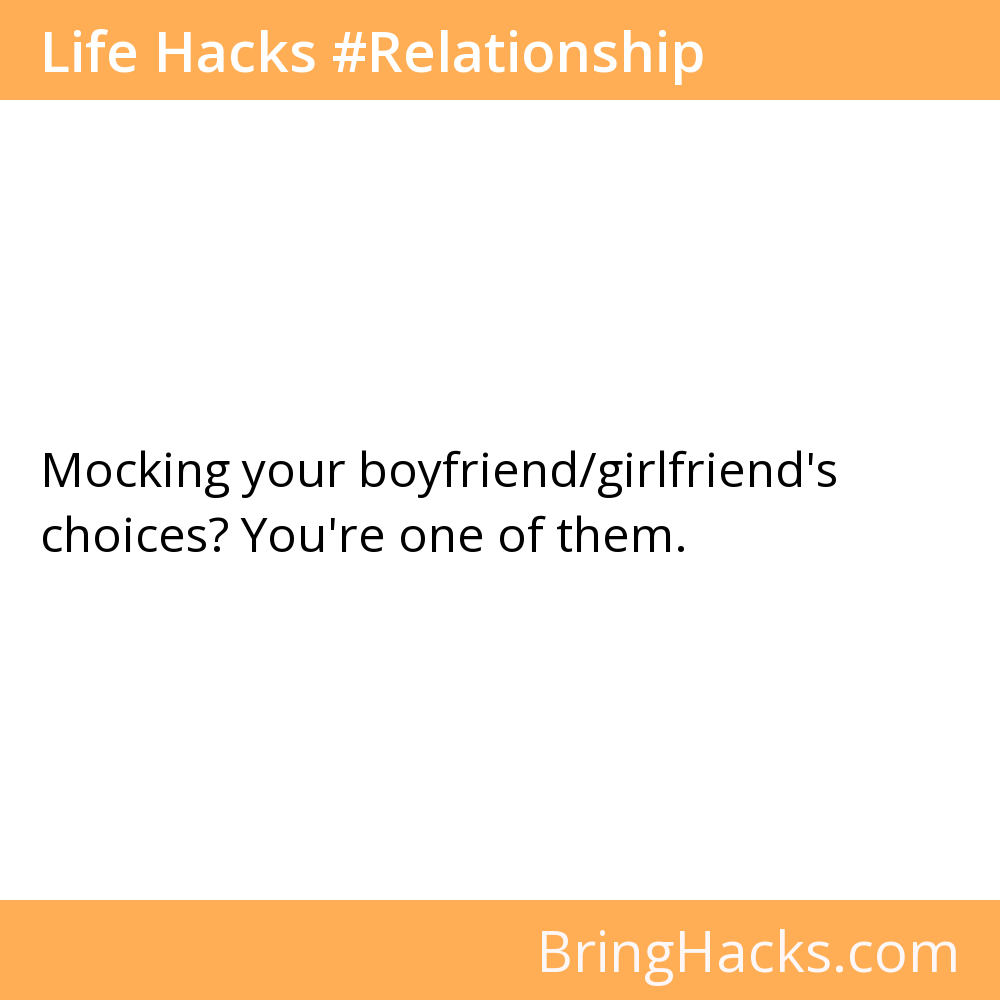 Life Hacks #Relationship
Mocking your boyfriend/girlfriend's
choices? You're one of them.
BringHacks.com